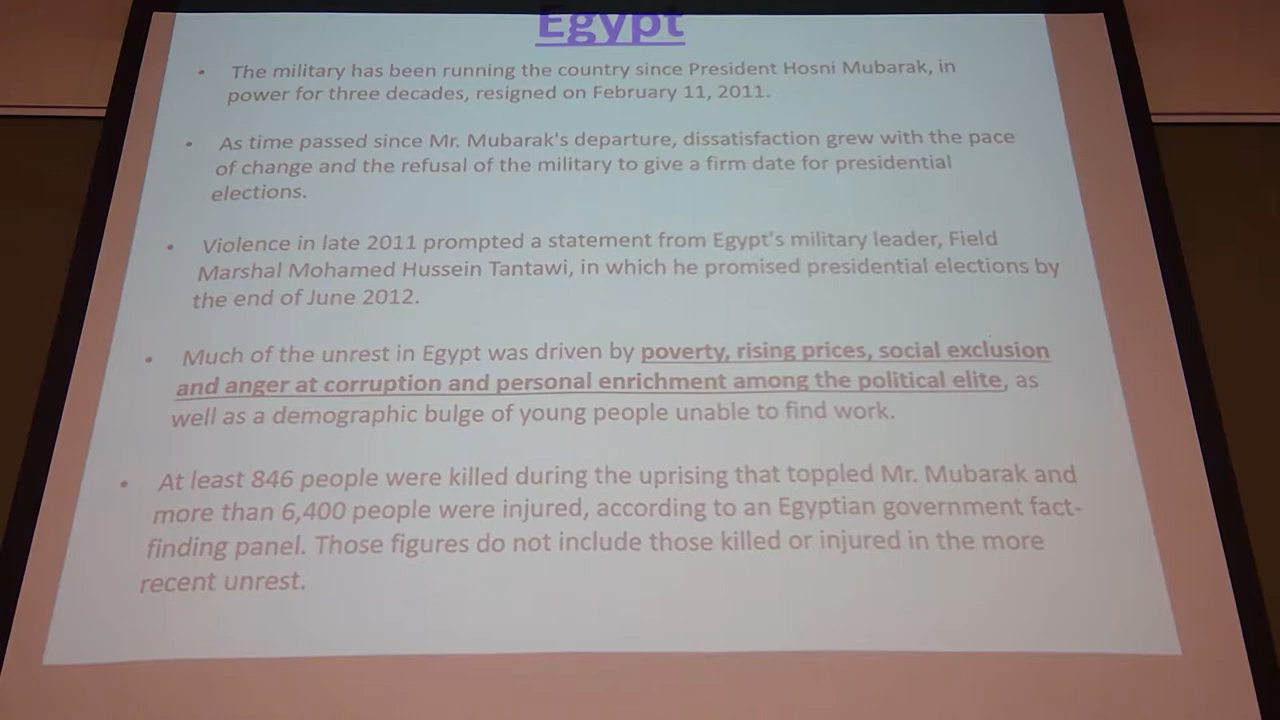 Egypt
• The military has been running the country since President Hosni Mubarak, in
power for three decades, resigned on February 11, 2011.
• As time passed since Mr. Mubarak's departure, dissatisfaction grew with the pace
of change and the refusal of the military to give a firm date for presidential
elections.
• Violence in late 2011 prompted a statement from Egypt's military leader, Field
Marshal Mohamed Hussein Tantawi, in which he promised presidential elections by
the end of June 2012.
• Much of the unrest in Egypt was driven by poverty, rising prices, social exclusion
and anger at corruption and personal enrichment among the political elite, as
well as a demographic bulge of young people unable to find work.
• At least 846 people were killed during the uprising that toppled Mr. Mubarak and
more than 6,400 people were injured, according to an Egyptian government fact-
finding panel. Those figures do not include those killed or injured in the more
recent unrest.